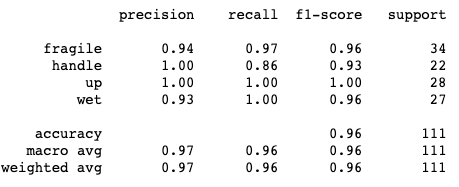 precision recall f1-score support
fragile 0.94 0.97 0.96 34
handle 1.00 0.86 0.93 22
up 1.00 1.00 1.00 28
wet 0.93 1.00 0.96 27
accuracy 0.96 111
macro avg 0.97 0.96 0.96 111
weighted avg 0.97 0.96 0.96 111